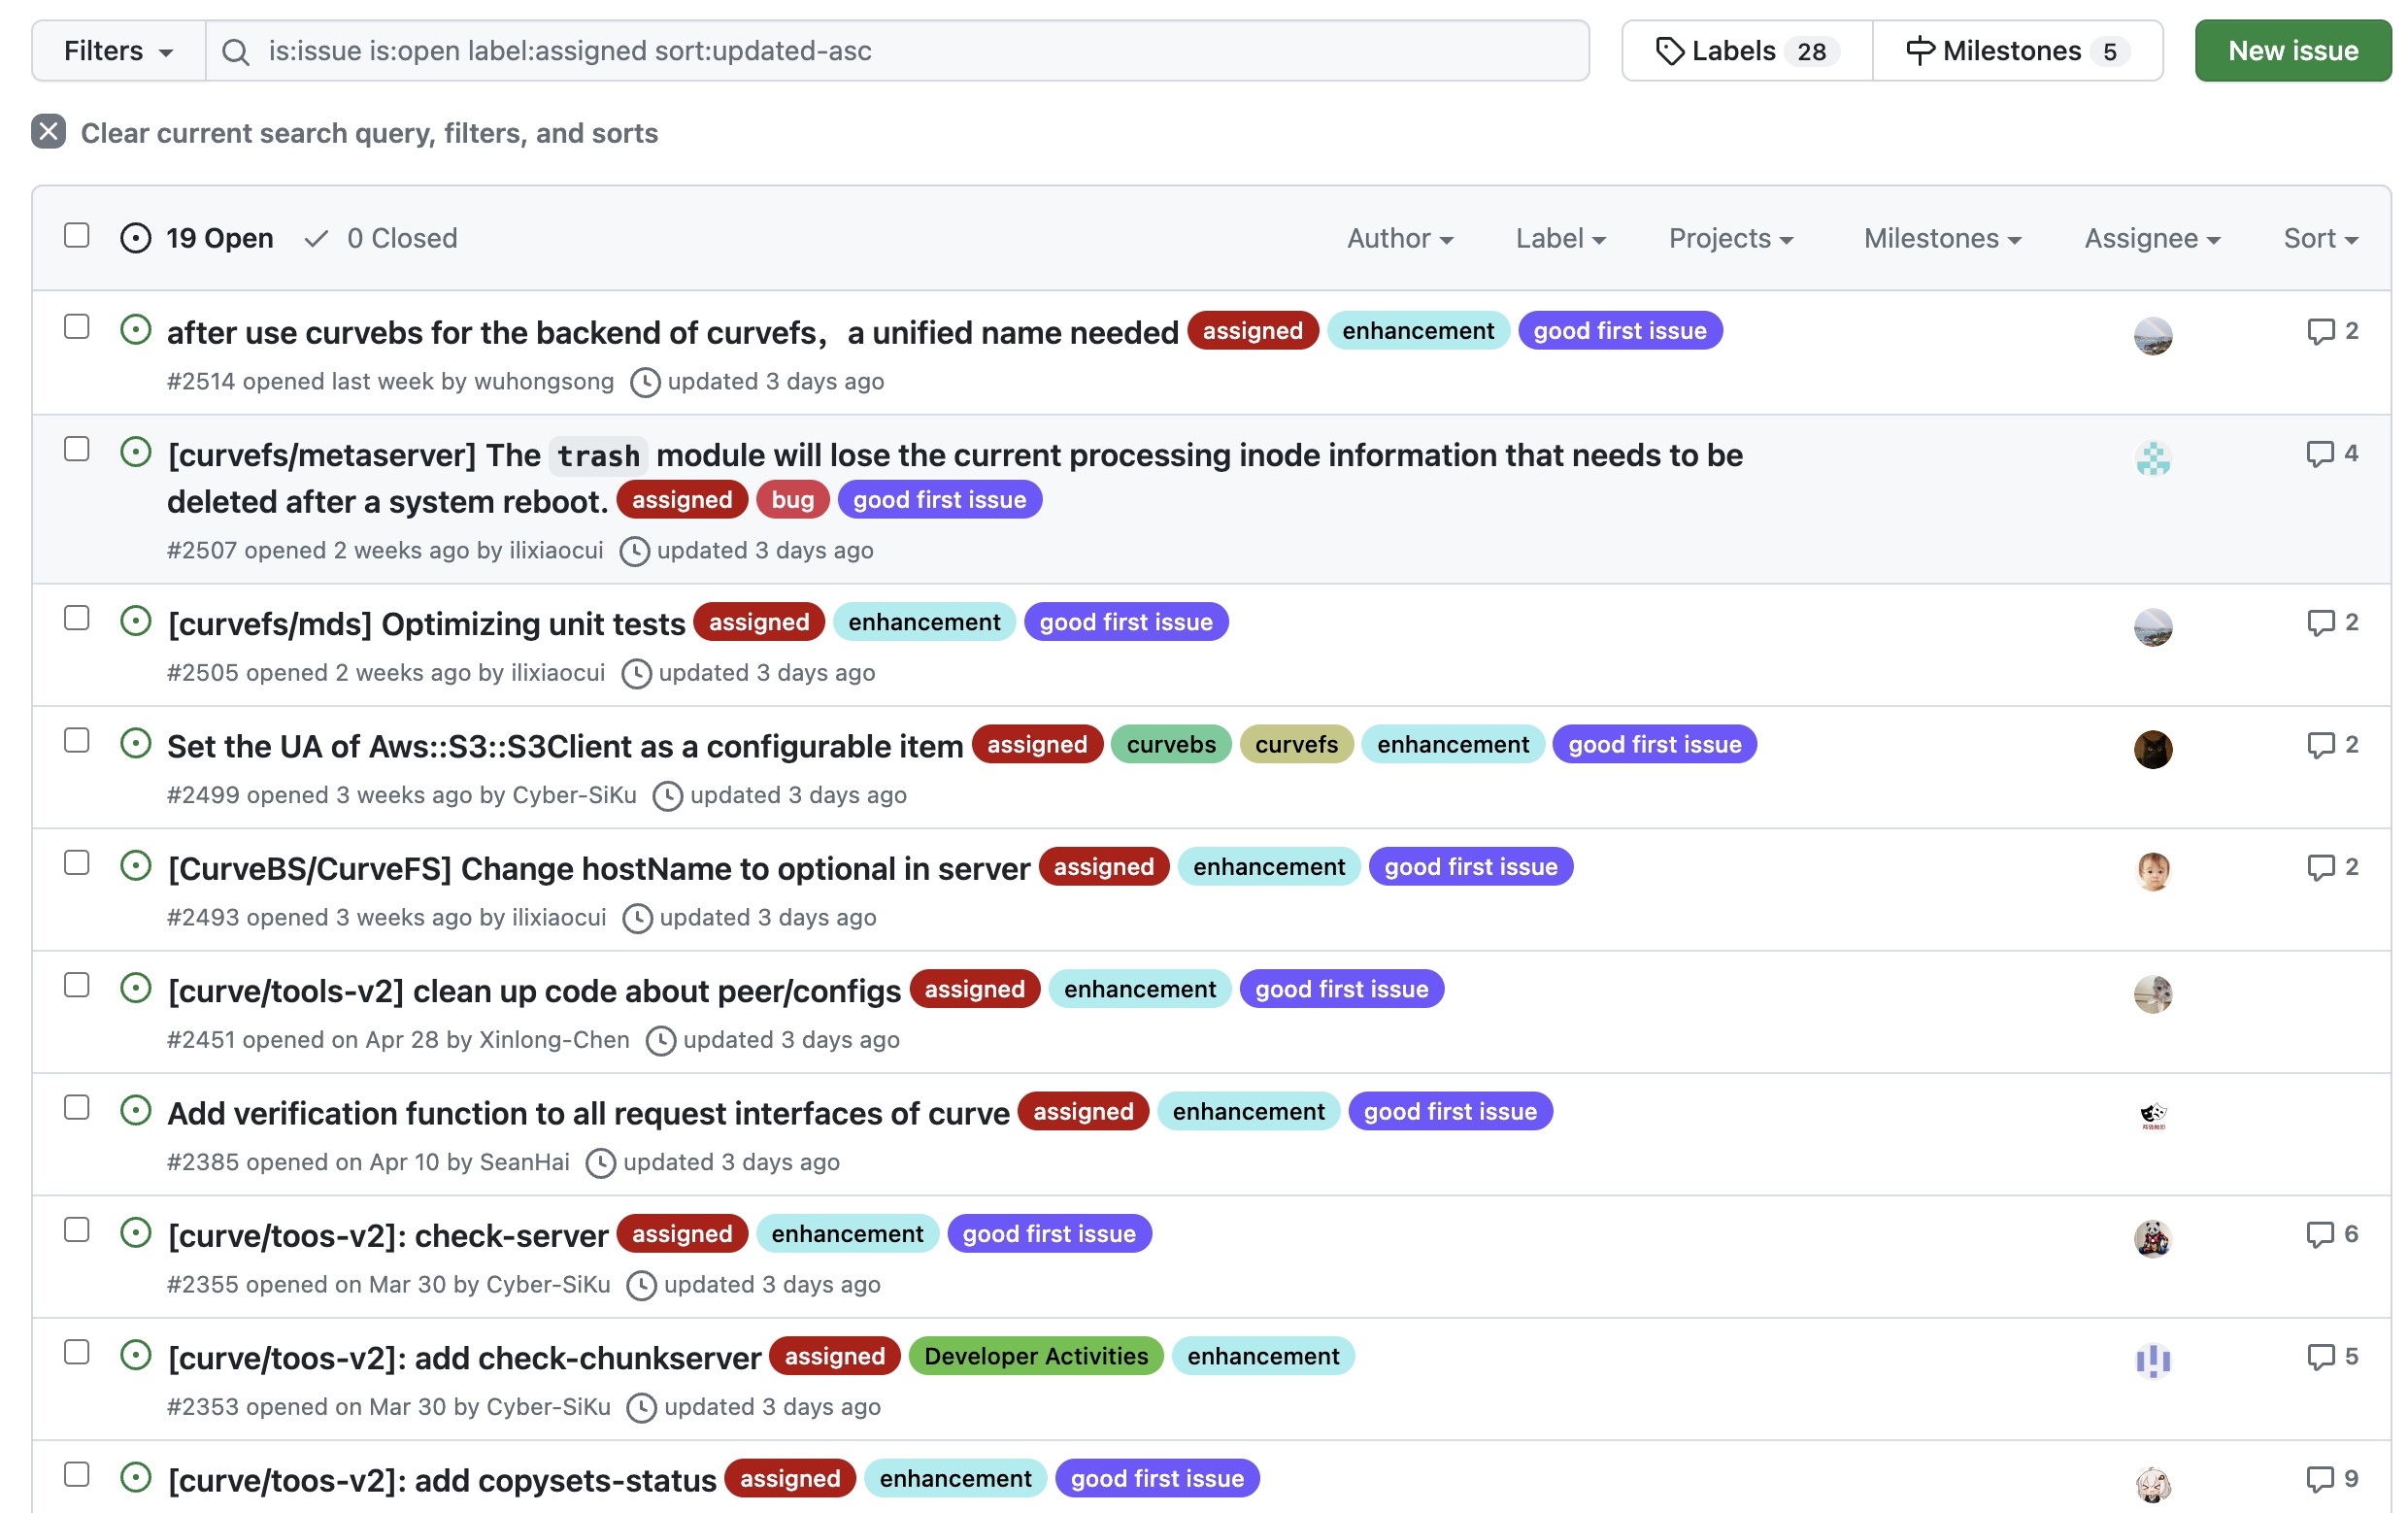 Filters is:issue is:open label:assigned sort:updated-asc Labels 28 Milestones 5 New issue
Clear current search query, filters, and sorts
19 Open 0 Closed Author Label Projects Milestones Assignee Sort
after use curvebs for the backend of curvefs，a unified name needed assigned enhancement good first issue 2
#2514 opened last week by wuhongsong updated 3 days ago
[curvefs/metaserver] The trash module will lose the current processing inode information that needs to be 4
deleted after a system reboot. assigned bug good first issue
#2507 opened 2 weeks ago by ilixiaocui updated 3 days ago
[curvefs/mds] Optimizing unit tests assigned enhancement good first issue 2
#2505 opened 2 weeks ago by ilixiaocui updated 3 days ago
Set the UA of Aws::S3::S3Client as a configurable item assigned curvebs curvefs enhancement good first issue 2
#2499 opened 3 weeks ago by Cyber-SiKu updated 3 days ago
[CurveBS/CurveFS] Change hostName to optional in server assigned enhancement good first issue 2
#2493 opened 3 weeks ago by ilixiaocui updated 3 days ago
[curve/tools-v2] clean up code about peer/configs assigned enhancement good first issue
#2451 opened on Apr 28 by Xinlong-Chen updated 3 days ago
Add verification function to all request interfaces of curve assigned enhancement good first issue
#2385 opened on Apr 10 by SeanHai updated 3 days ago
[curve/toos-v2]: check-server assigned enhancement good first issue 6
#2355 opened on Mar 30 by Cyber-SiKu updated 3 days ago
[curve/toos-v2]: add check-chunkserver assigned Developer Activities enhancement 5
#2353 opened on Mar 30 by Cyber-SiKu updated 3 days ago
[curve/toos-v2]: add copysets-status assigned enhancement good first issue 9